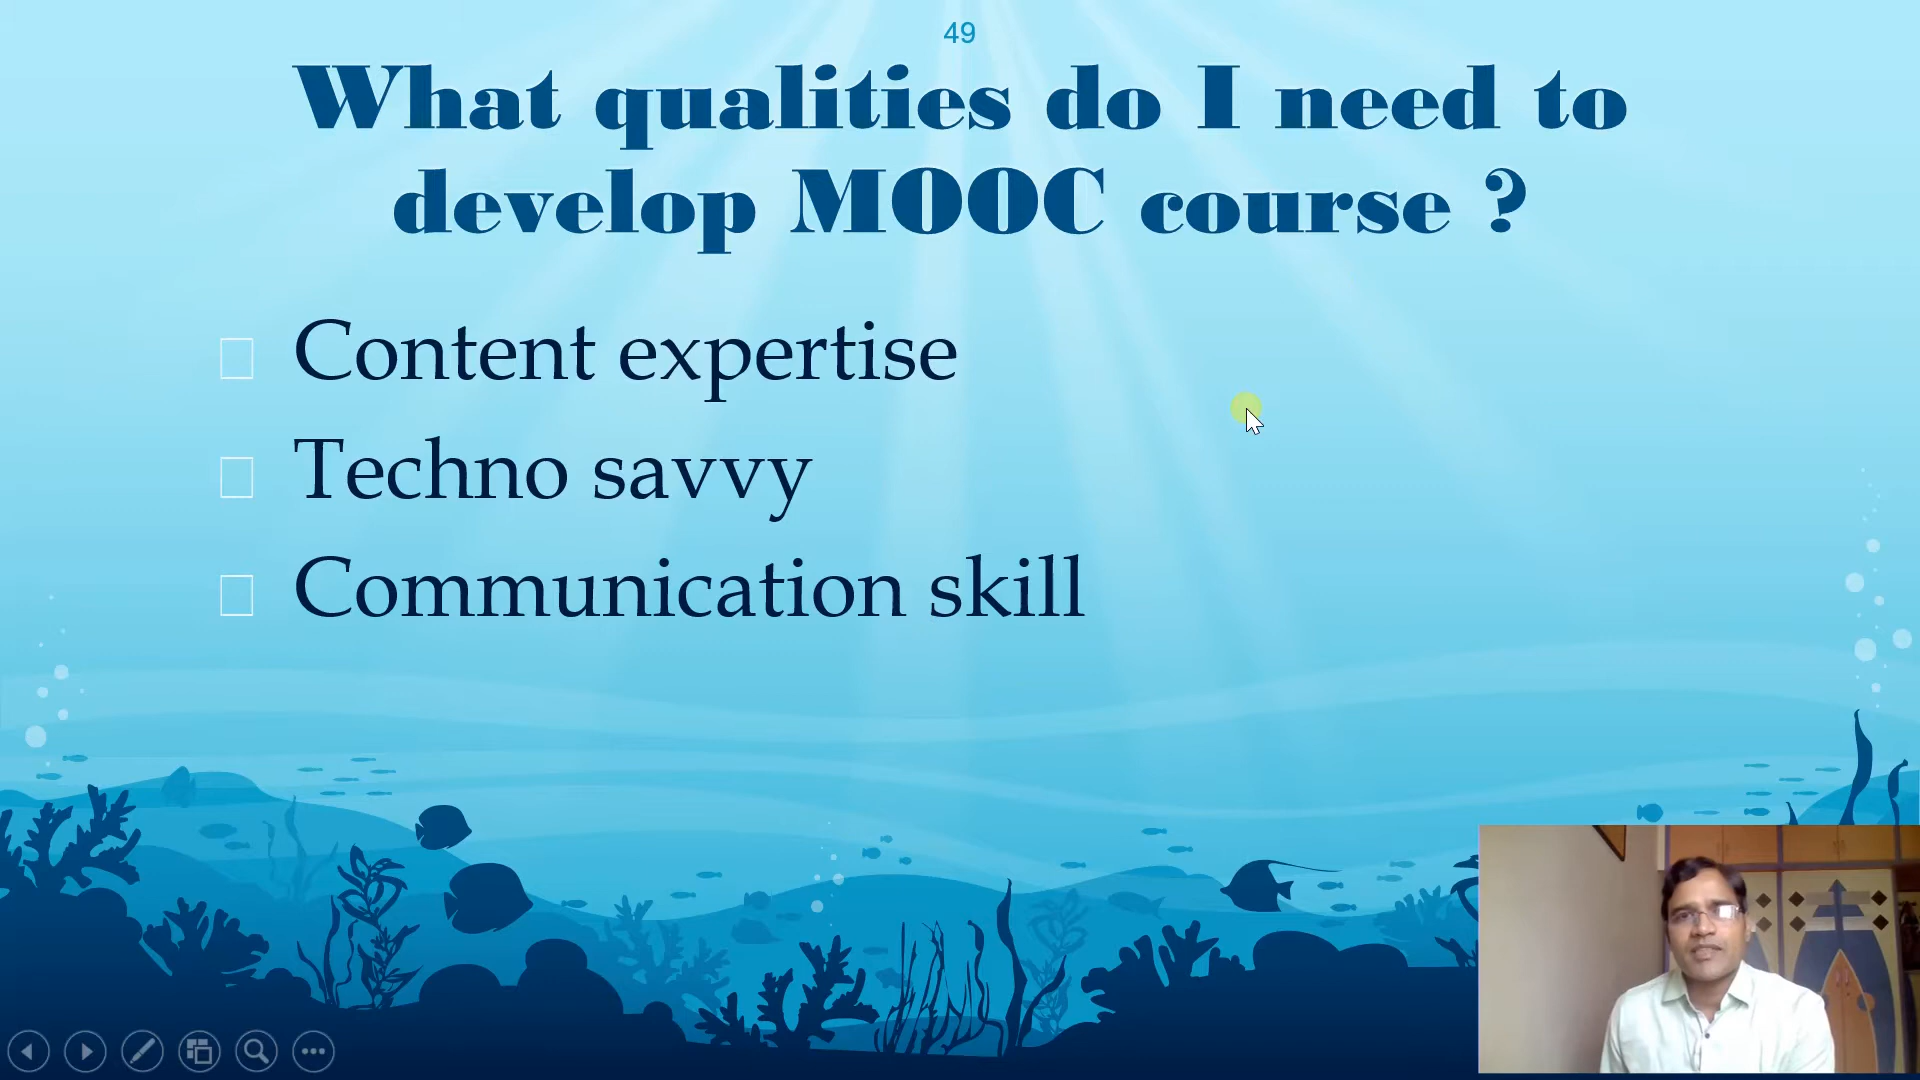 49
What qualities do I need to
develop MOOC course ?
Content expertise
Techno savvy
Communication skill